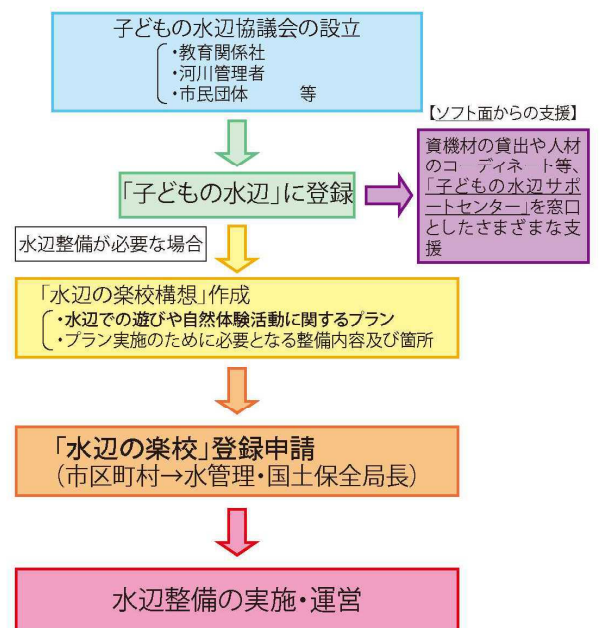 子どもの水辺協議会の設立
・教育関係社
・河川管理者
・市民団体 等
【ソフト面からの支援】
資機材の貸出や人材
のコーディネート等、
「子どもの水辺サポ
ートセンター」を窓口
としたさまざまな支
援
「子どもの水辺」に登録
水辺整備が必要な場合
「水辺の楽校構想」作成
・水辺での遊びや自然体験活動に関するプラン
・プラン実施のために必要となる整備内容及び箇所
「水辺の楽校」登録申請
(市区町村→水管理・国土保全局長)
水辺整備の実施・運営